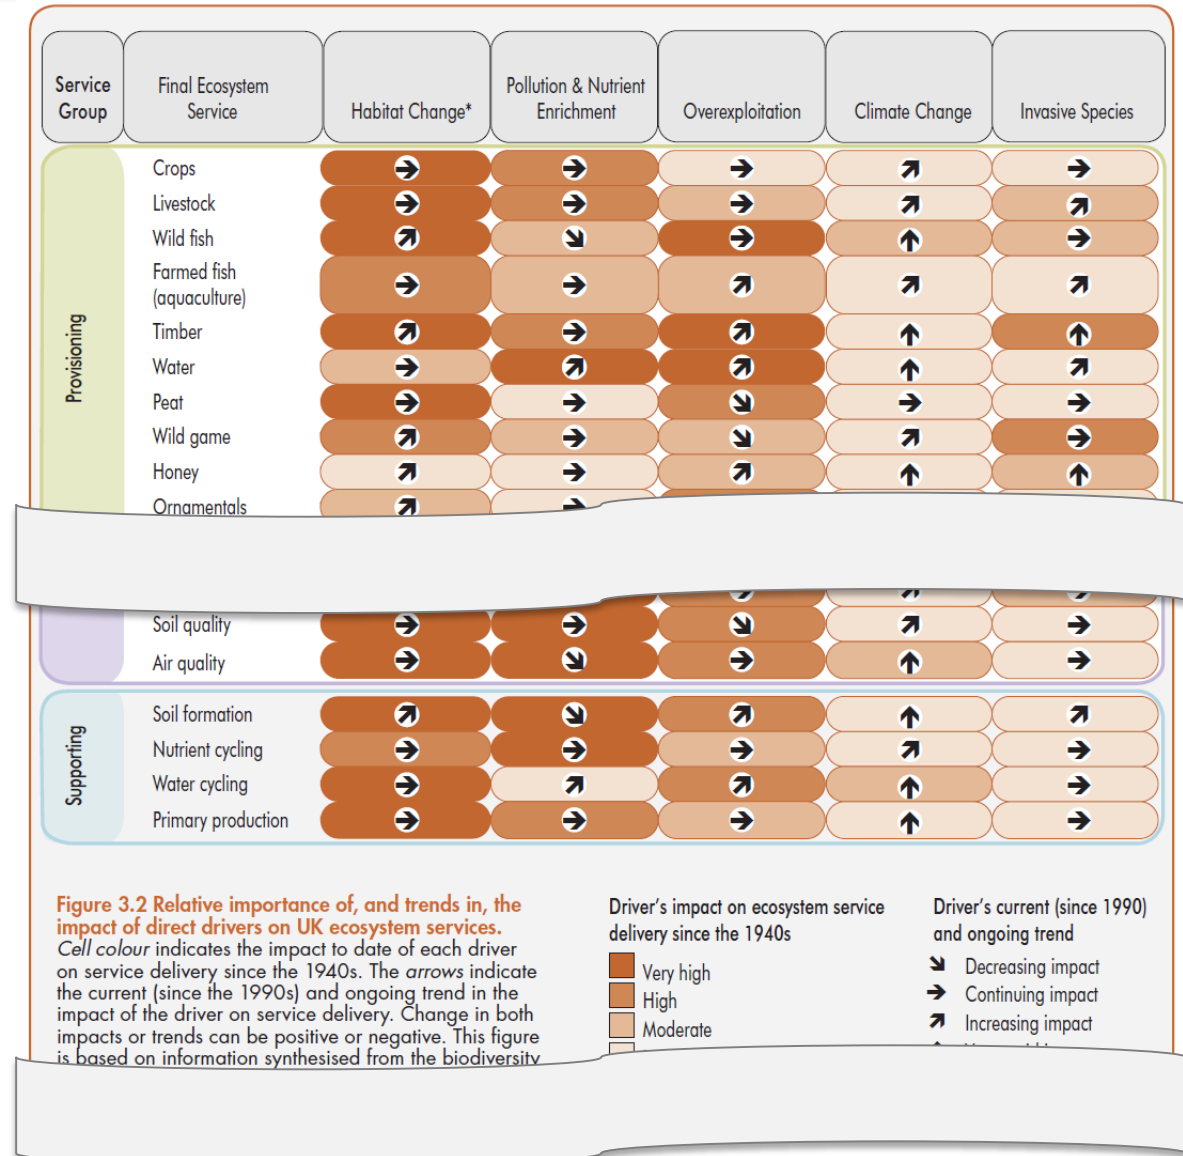 Service Group
Final Ecosystem Service
Habitat Change*
Pollution & Nutrient Enrichment
Overexploitation
Climate Change
Invasive Species
Provisioning
Crops
Livestock
Wild fish
Farmed fish
(aquaculture)
Timber
Water
Peat
Wild game
Honey
Ornamentals
Soil quality
Air quality
Supporting
Soil formation
Nutrient cycling
Water cycling
Primary production
Figure 3.2 Relative importance of, and trends in, the
impact of direct drivers on UK ecosystem services.
Cell colour indicates the impact to date of each driver
on service delivery since the 1940s. The arrows indicate
the current (since the 1990s) and ongoing trend in the
impact of the driver on service delivery. Change in both
impacts or trends can be positive or negative. This figure
is based on information synthesised from the biodiversity
Driver's impact on ecosystem service
delivery since the 1940s
Very high
High
Moderate
Driver's current (since 1990)
and ongoing trend
Decreasing impact
Continuing impact
Increasing impact